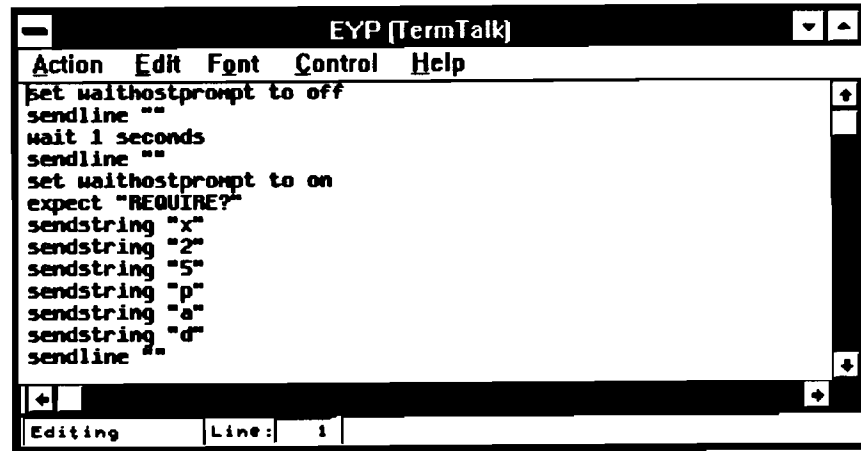 EYP [TermTalk]
Action Edit Font Control Help
set waithostprompt to off
sendline ""
wait 1 seconds
sendline ""
set waithostprompt to on
expect "REQUIRE?"
sendstring "x"
sendstring "2"
sendstring "5"
sendstring "p"
sendstring "a"
sendstring "d"
sendline ""
Editing Line: 1